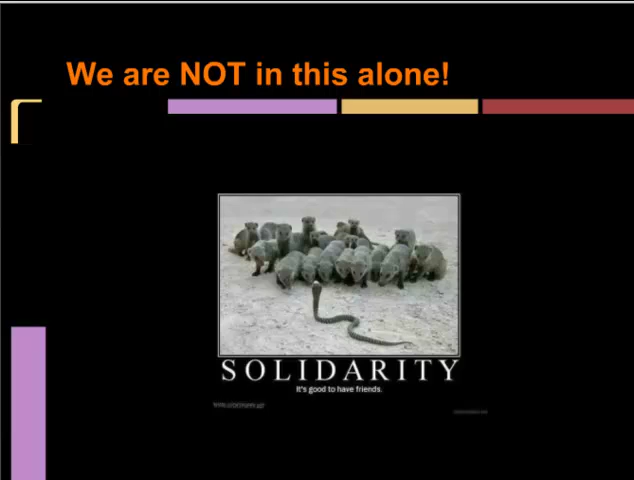 We are NOT in this alone!
SOLIDARITY
It's good to have friends.